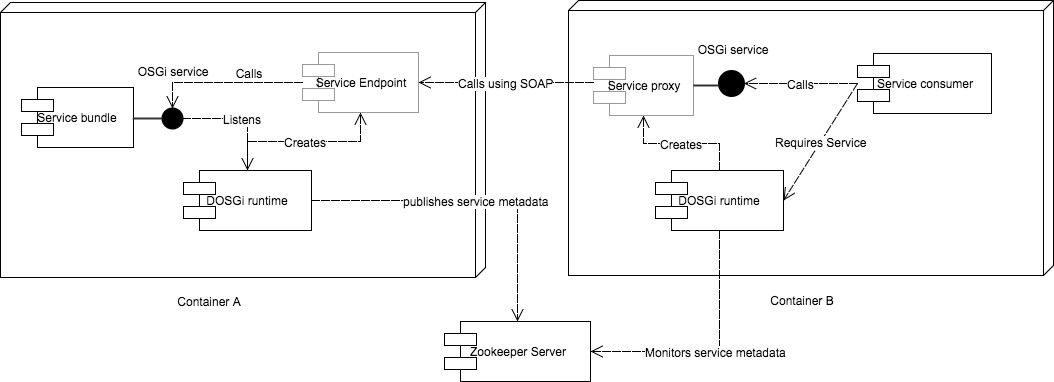 OSGi service
Calls
Service Endpoint
Service bundle
Listens
Creates
DOSGi runtime
publishes service metadata
Container A
Calls using SOAP
OSGi service
Service proxy
Calls
Service consumer
Creates
Requires Service
DOSGi runtime
Container B
Zookeeper Server
Monitors service metadata